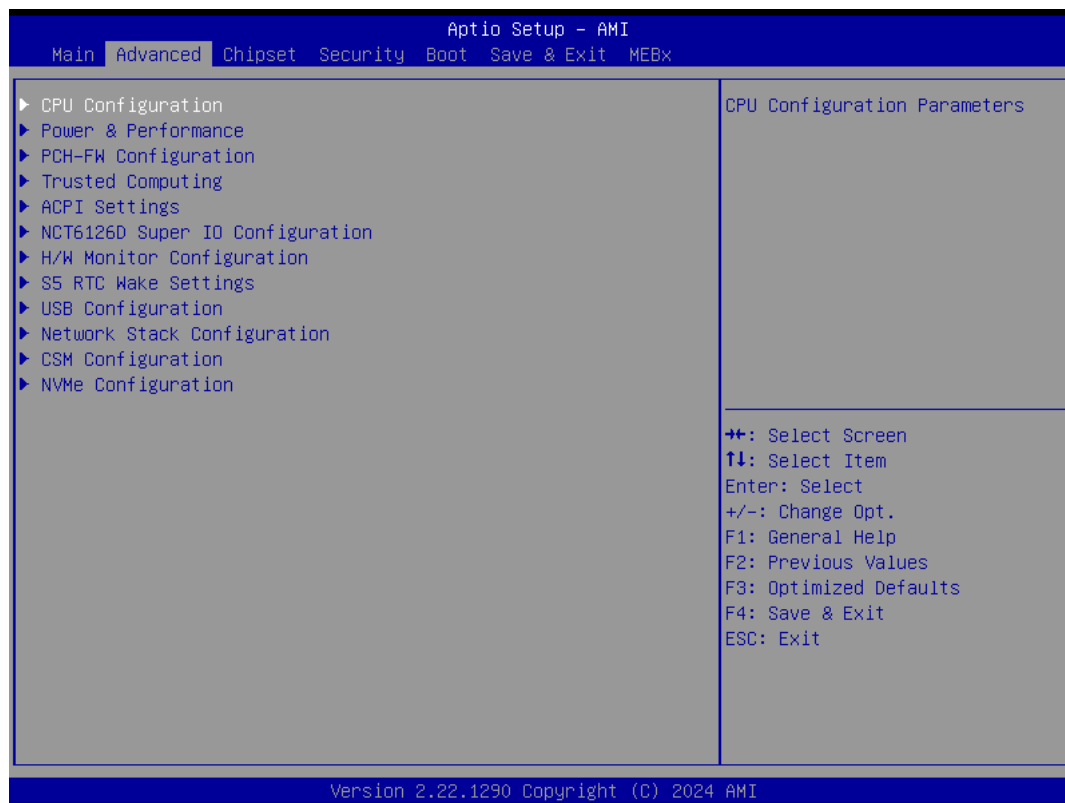 Aptio Setup – AMI
Main Advanced Chipset Security Boot Save & Exit MEBx
▶ CPU Configuration
▶ Power & Performance
▶ PCH-FW Configuration
▶ Trusted Computing
▶ ACPI Settings
▶ NCT6126D Super IO Configuration
▶ H/W Monitor Configuration
▶ S5 RTC Wake Settings
▶ USB Configuration
▶ Network Stack Configuration
▶ CSM Configuration
▶ NVMe Configuration
CPU Configuration Parameters
→←: Select Screen
↑↓: Select Item
Enter: Select
+/-: Change Opt.
F1: General Help
F2: Previous Values
F3: Optimized Defaults
F4: Save & Exit
ESC: Exit
Version 2.22.1290 Copyright (C) 2024 AMI